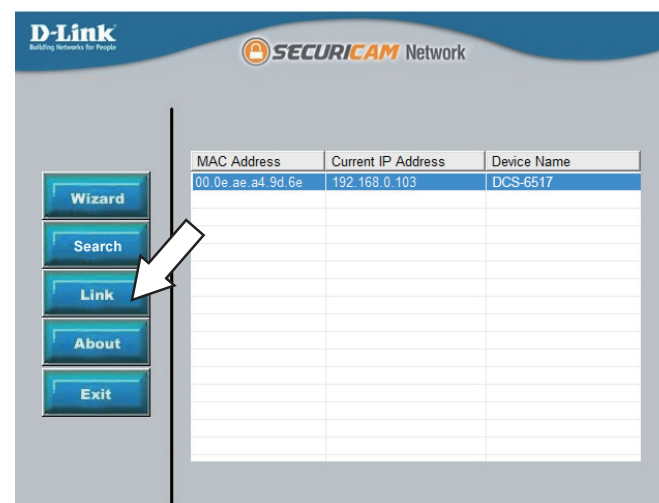 D-Link
Building Networks for People
SECURICAM Network
MAC Address Current IP Address Device Name
00.0e.ae.a4.9d.6e 192.168.0.103 DCS-6517
Wizard
Search
Link
About
Exit